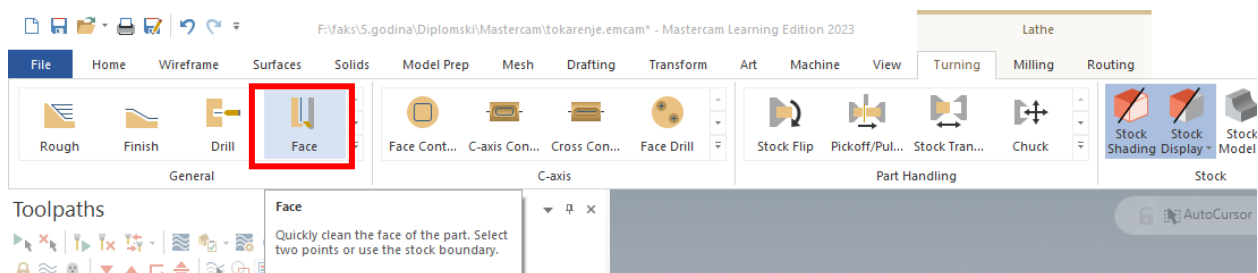 F:\faks\5.godina\Diplomski\Mastercam\tokarenje.emcam* - Mastercam Learning Edition 2023
Lathe
File Home Wireframe Surfaces Solids Model Prep Mesh Drafting Transform Art Machine View Turning Milling Routing
Rough Finish Drill Face Face Cont... C-axis Con... Cross Con... Face Drill Stock Flip Pickoff/Pul... Stock Tran... Chuck Stock Shading Stock Display Stock Model
General C-axis Part Handling Stock
Toolpaths
Face
Quickly clean the face of the part. Select
two points or use the stock boundary.
AutoCursor